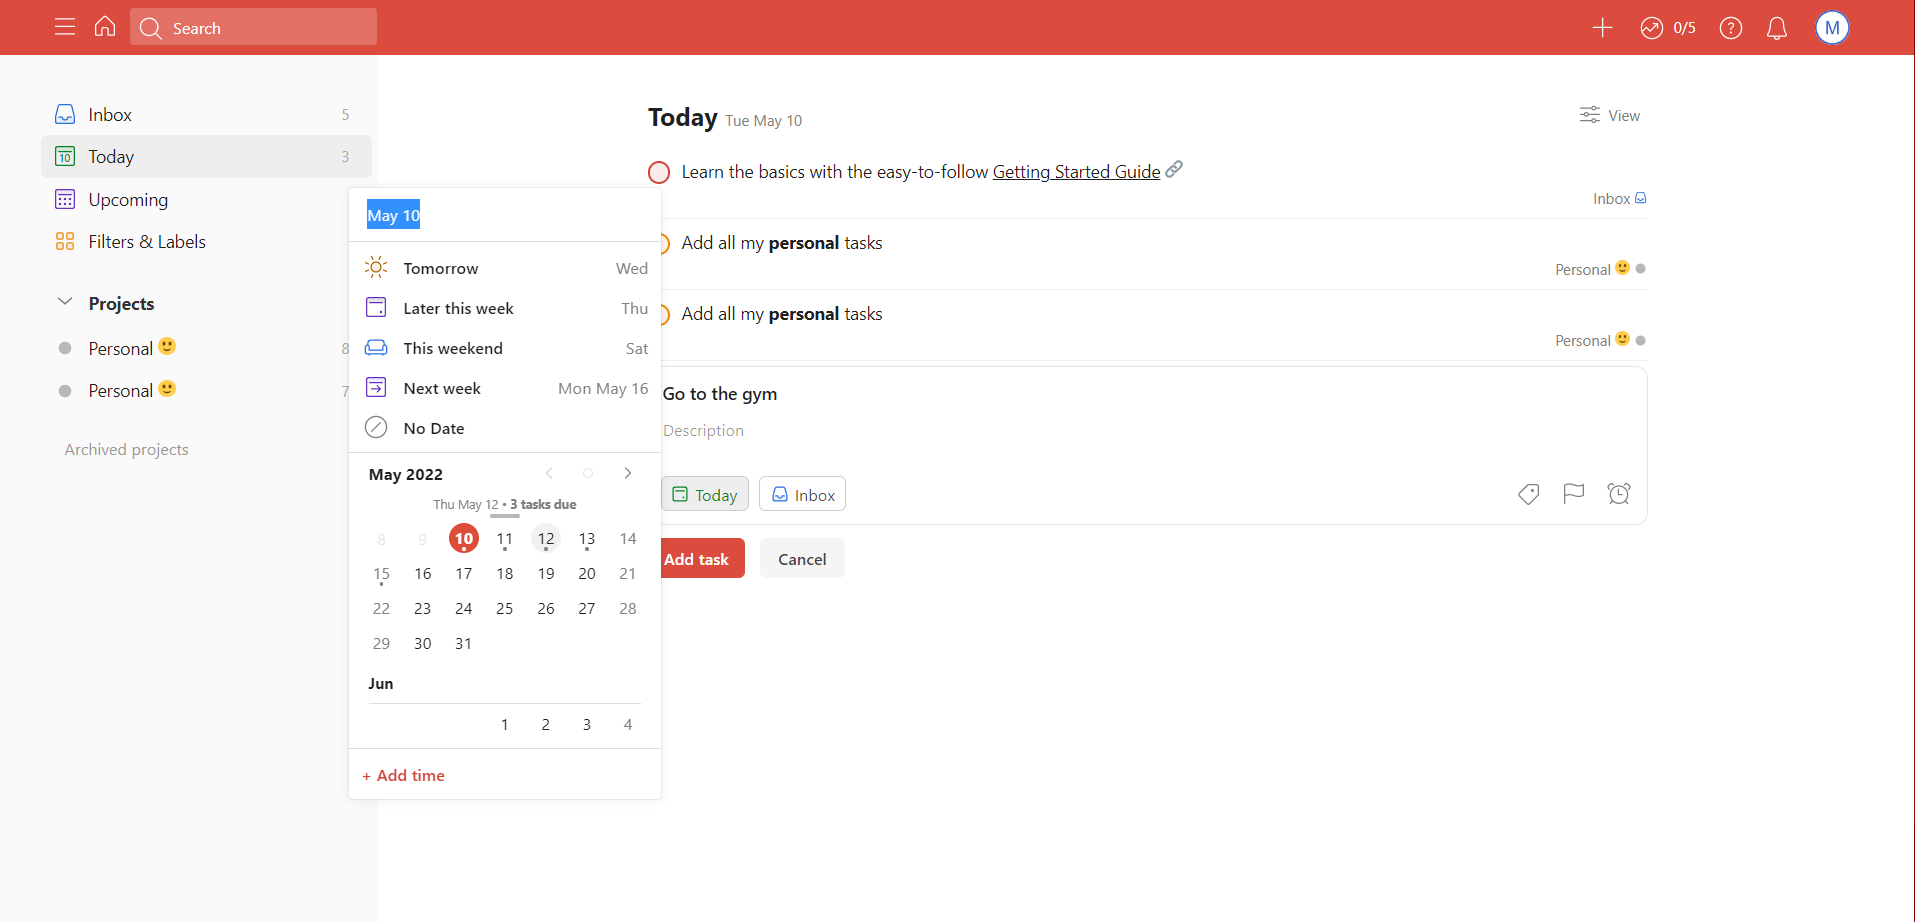 Search
0/5
?
M
Inbox 5
10 Today 3
Upcoming
Filters & Labels
Projects
Personal 8
Personal 7
Archived projects
Today Tue May 10
View
Learn the basics with the easy-to-follow Getting Started Guide
Inbox
Add all my personal tasks
Personal
Add all my personal tasks
Personal
May 10
Tomorrow Wed
Later this week Thu
This weekend Sat
Next week Mon May 16
No Date
May 2022
Thu May 12 • 3 tasks due
8 9 10 11 12 13 14
15 16 17 18 19 20 21
22 23 24 25 26 27 28
29 30 31
Jun
1 2 3 4
+ Add time
Go to the gym
Description
Today Inbox
Add task Cancel